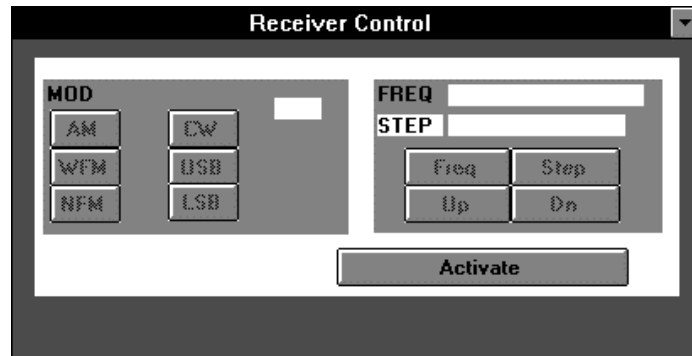 Receiver Control
MOD
AM CW
WFM USB
NFM LSB
FREQ
STEP
Freq Step
Up Dn
Activate